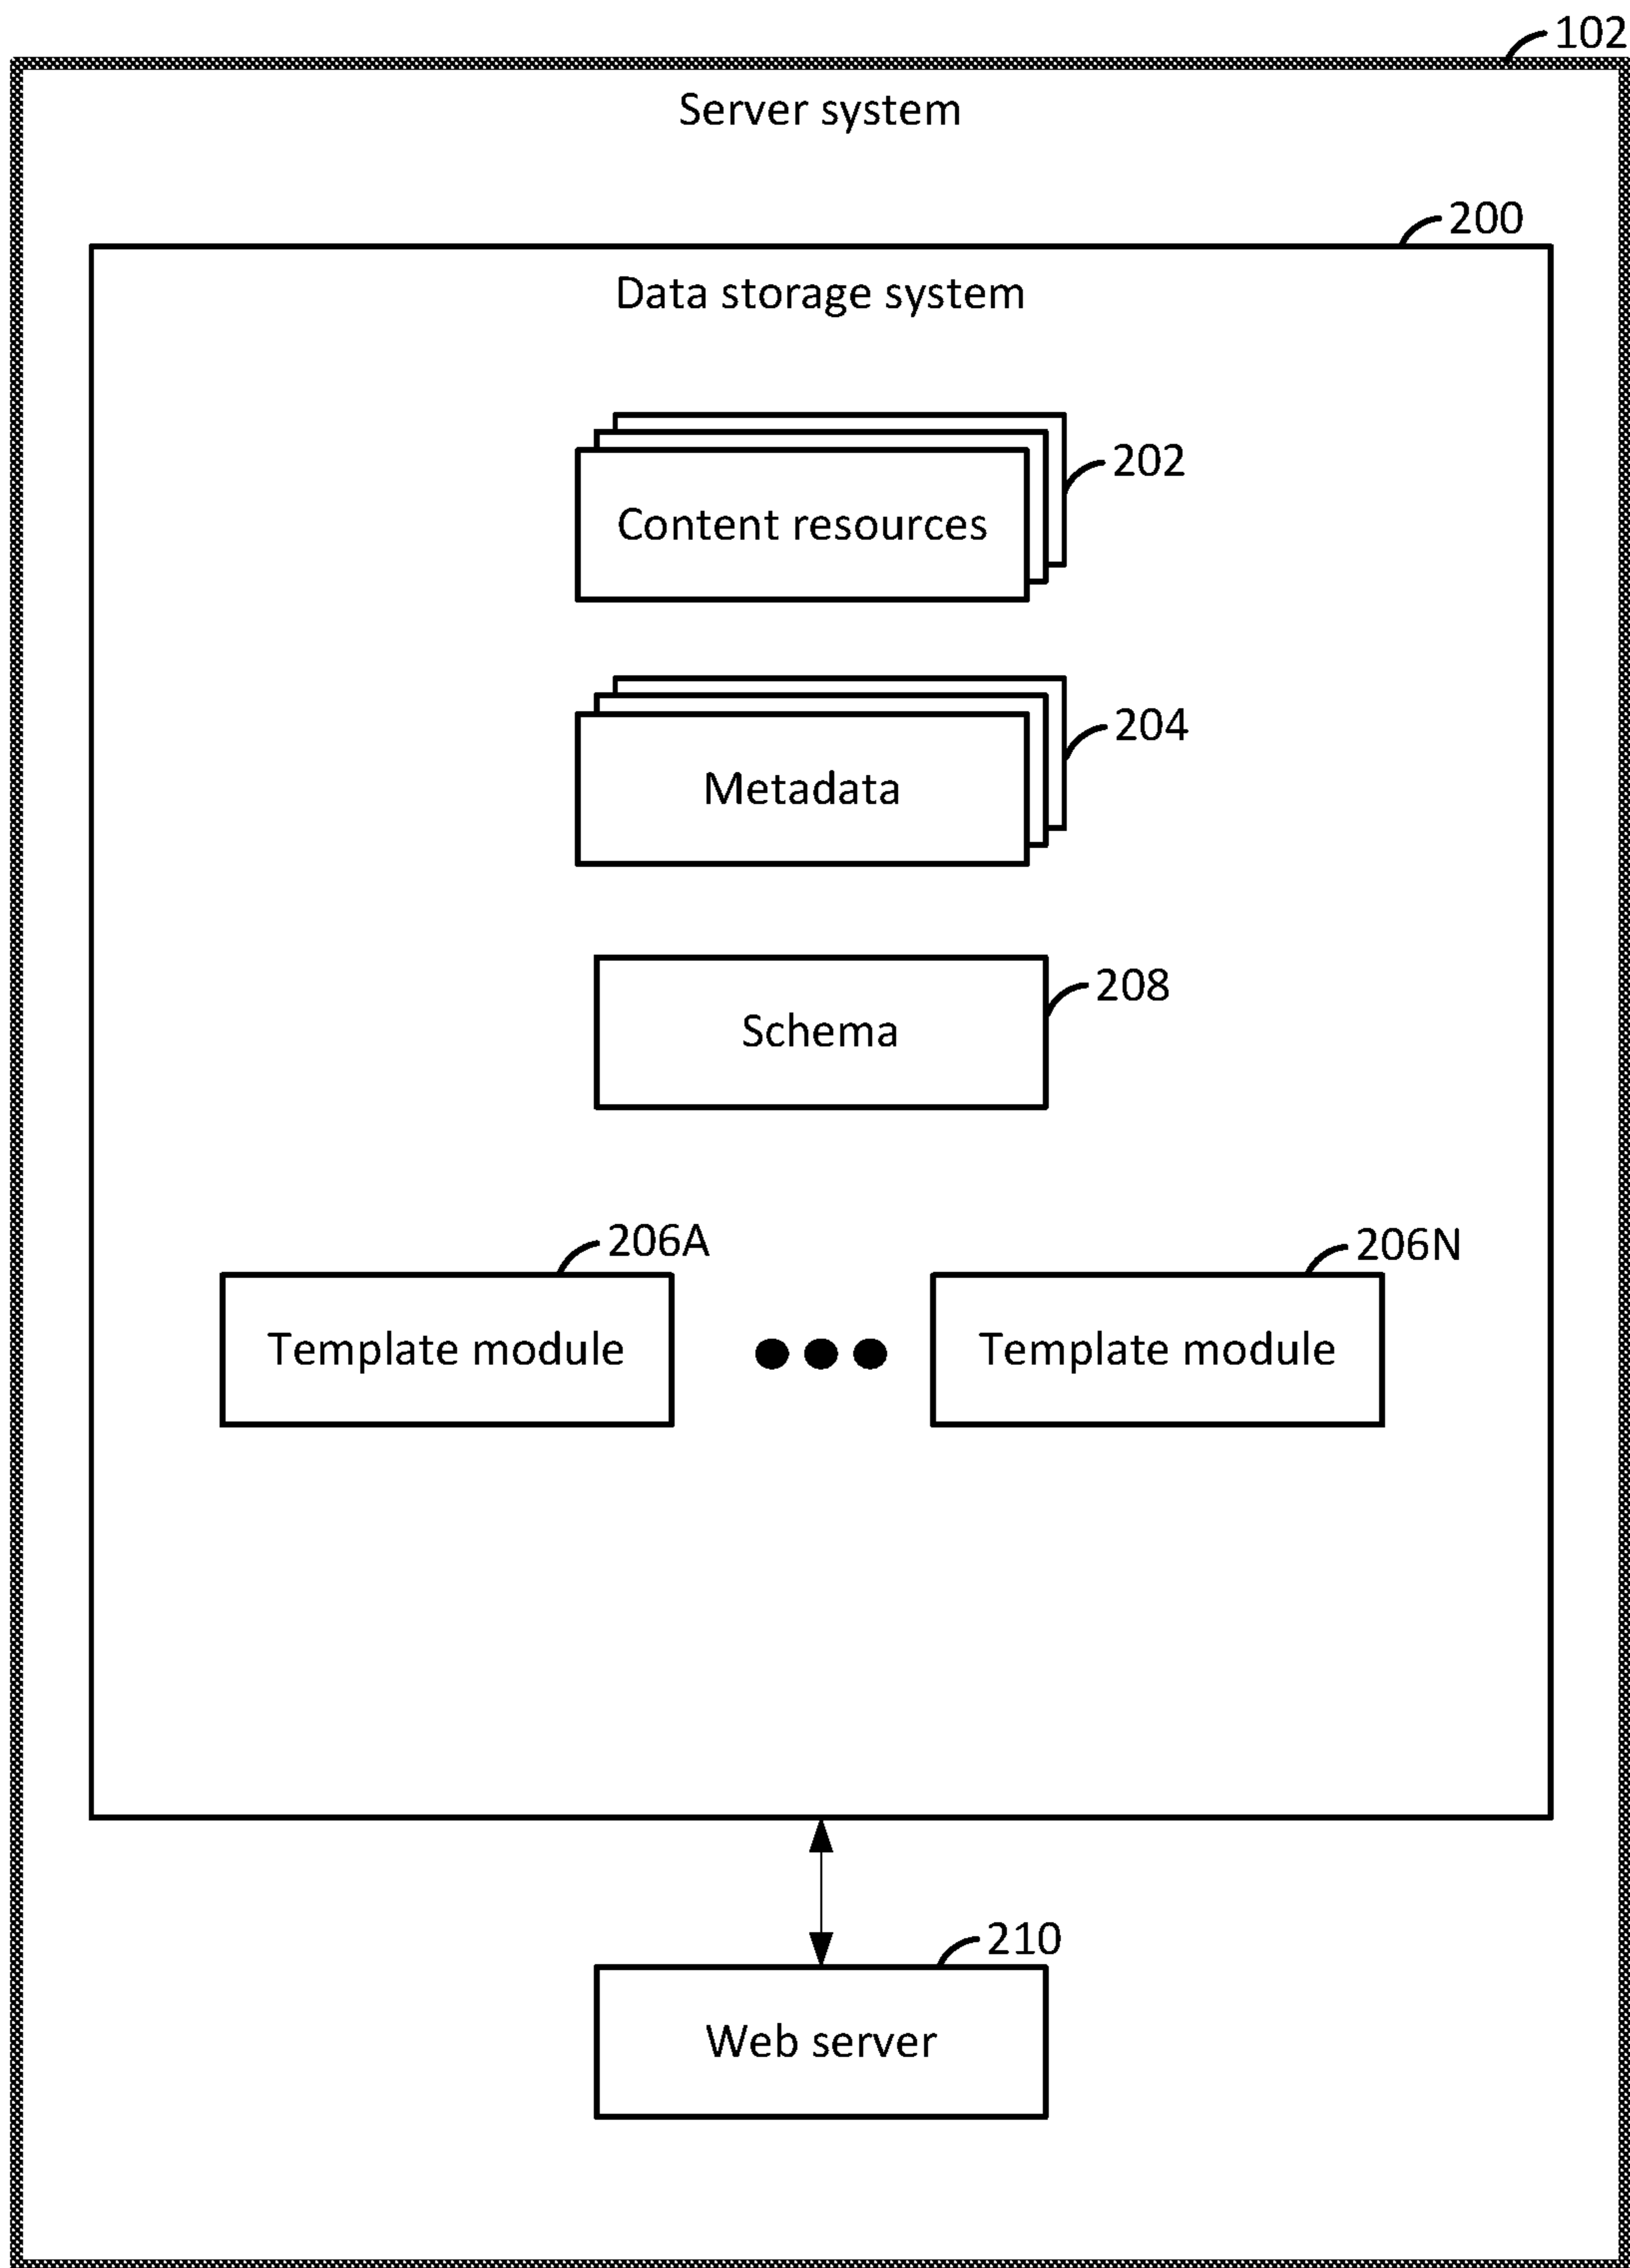 102
Server system
200
Data storage system
202
Content resources
204
Metadata
208
Schema
206A
206N
Template module
Template module
210
Web server